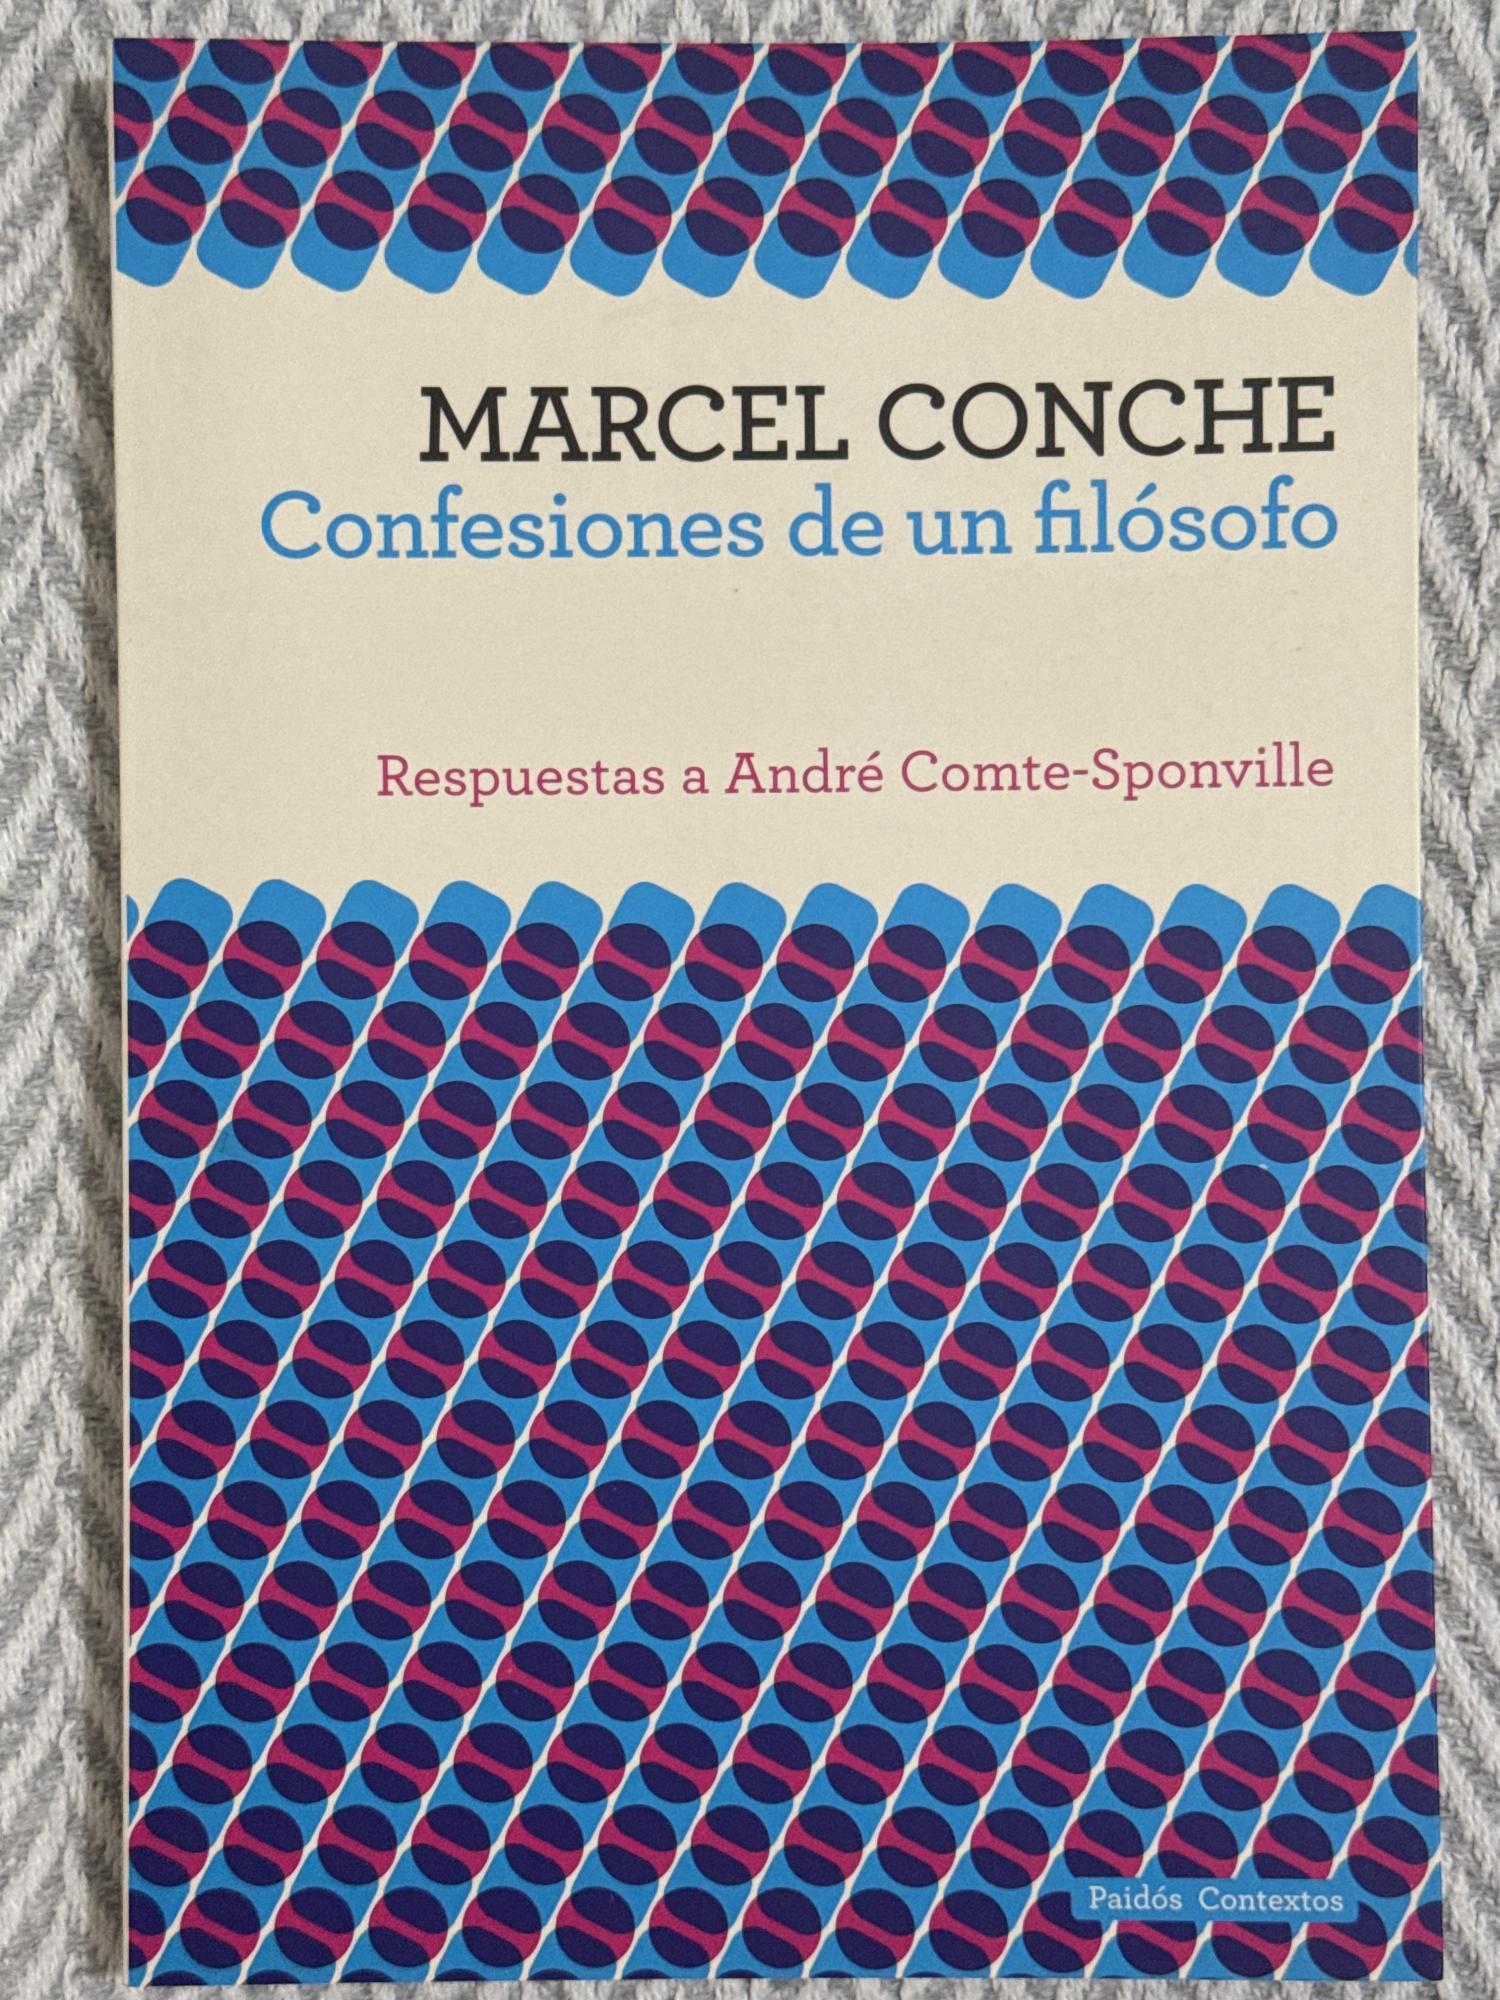 MARCEL CONCHE
Confesiones de un filósofo
Respuestas a André Comte-Sponville
Paidós Contextos